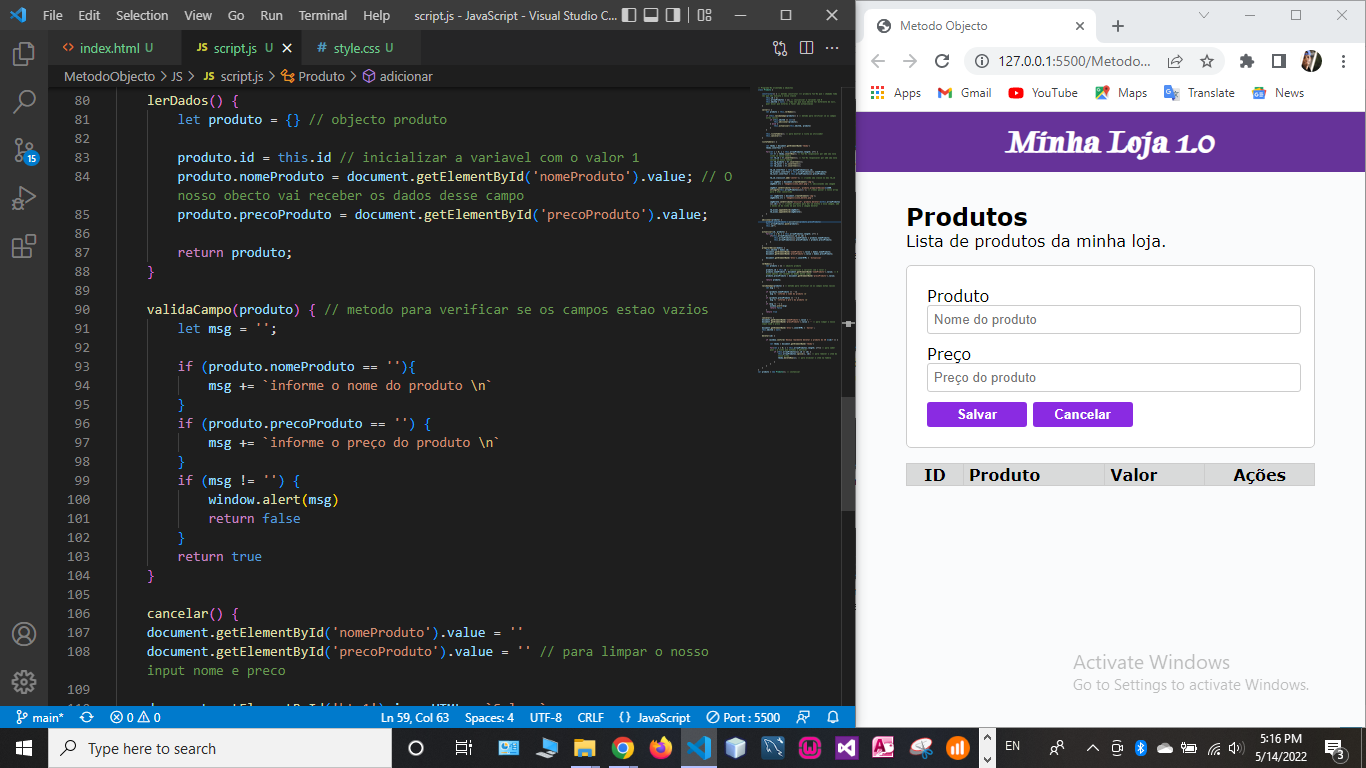 File Edit Selection View Go Run Terminal Help script.js - JavaScript - Visual Studio C...
index.html U JS script.js U # style.css U
MetodoObjecto > JS > JS script.js > Produto > adicionar
80 lerDados() {
81 let produto = {} // objecto produto
82
83 produto.id = this.id // inicializar a variavel com o valor 1
84 produto.nomeProduto = document.getElementById('nomeProduto').value; // O
nosso obecto vai receber os dados desse campo
85 produto.precoProduto = document.getElementById('precoProduto').value;
86
87 return produto;
88 }
89
90 validaCampo(produto) { // metodo para verificar se os campos estao vazios
91 let msg = '';
92
93 if (produto.nomeProduto == ''){
94 msg += `informe o nome do produto \n`
95 }
96 if (produto.precoProduto == '') {
97 msg += `informe o preço do produto \n`
98 }
99 if (msg != '') {
100 window.alert(msg)
101 return false
102 }
103 return true
104 }
105
106 cancelar() {
107 document.getElementById('nomeProduto').value = ''
108 document.getElementById('precoProduto').value = '' // para limpar o nosso
input nome e preco
109
15
main* 0 0 Ln 59, Col 63 Spaces: 4 UTF-8 CRLF {} JavaScript Port : 5500
Metodo Objecto
127.0.0.1:5500/Metodo...
Apps Gmail YouTube Maps Translate News
Minha Loja 1.0
Produtos
Lista de produtos da minha loja.
Produto
Nome do produto
Preço
Preço do produto
Salvar Cancelar
ID Produto Valor Ações
Activate Windows
Go to Settings to activate Windows.
Type here to search
EN
5:16 PM
5/14/2022
3